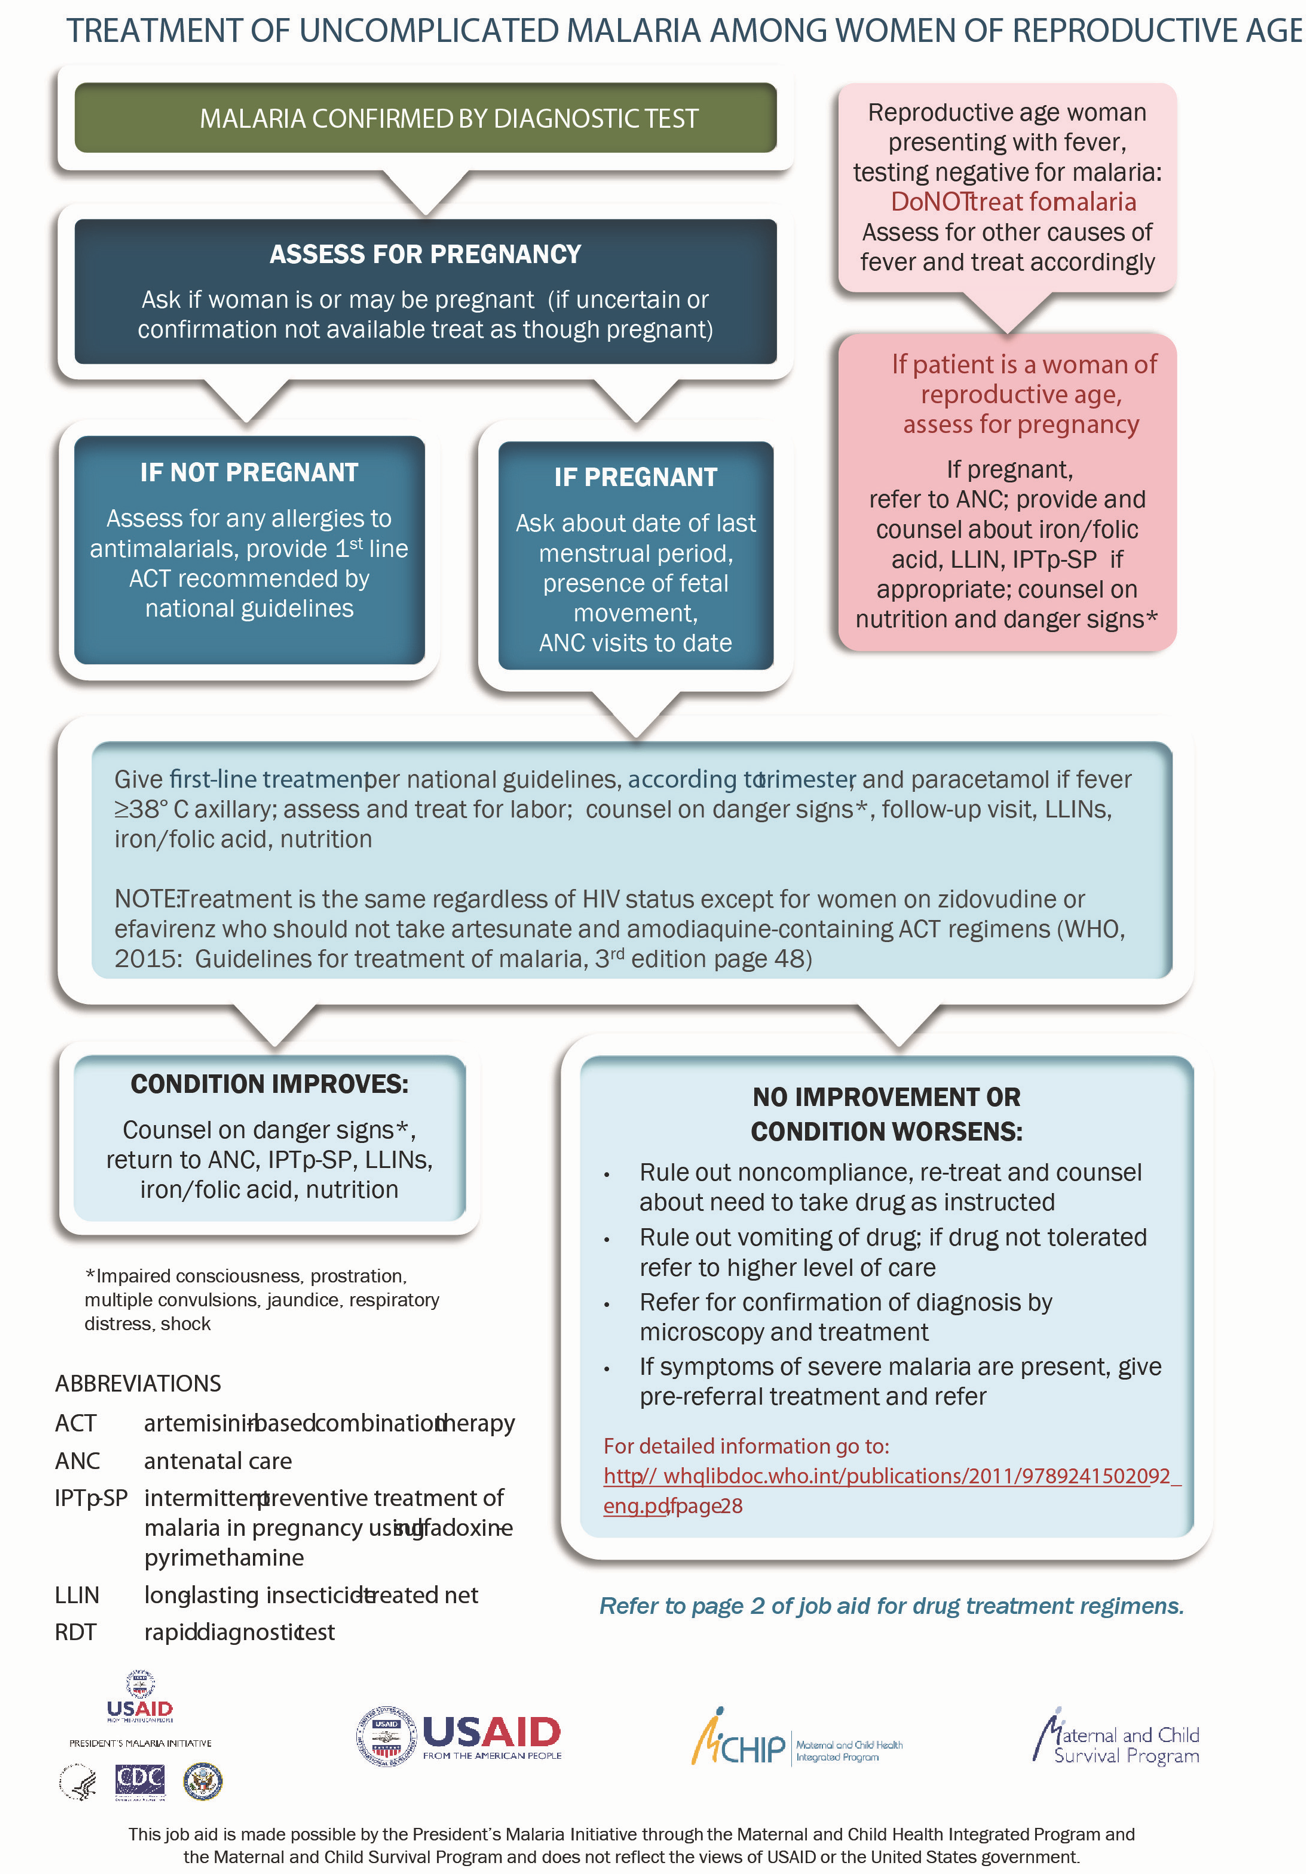 TREATMENT OF UNCOMPLICATED MALARIA AMONG WOMEN OF REPRODUCTIVE AGE
MALARIA CONFIRMED BY DIAGNOSTIC TEST
ASSESS FOR PREGNANCY
Ask if woman is or may be pregnant (if uncertain or
confirmation not available treat as though pregnant)
IF NOT PREGNANT
Assess for any allergies to
antimalarials, provide 1st line
ACT recommended by
national guidelines
IF PREGNANT
Ask about date of last
menstrual period,
presence of fetal
movement,
ANC visits to date
Reproductive age woman
presenting with fever,
testing negative for malaria:
Do NOT treat for malaria
Assess for other causes of
fever and treat accordingly
If patient is a woman of
reproductive age,
assess for pregnancy
If pregnant,
refer to ANC; provide and
counsel about iron/folic
acid, LLIN, IPTp-SP if
appropriate; counsel on
nutrition and danger signs*
Give first-line treatment per national guidelines, according to trimester, and paracetamol if fever
≥38° C axillary; assess and treat for labor; counsel on danger signs*, follow-up visit, LLINs,
iron/folic acid, nutrition
NOTE: Treatment is the same regardless of HIV status except for women on zidovudine or
efavirenz who should not take artesunate and amodiaquine-containing ACT regimens (WHO,
2015: Guidelines for treatment of malaria, 3rd edition page 48)
CONDITION IMPROVES:
Counsel on danger signs*,
return to ANC, IPTp-SP, LLINs,
iron/folic acid, nutrition
NO IMPROVEMENT OR
CONDITION WORSENS:
• Rule out noncompliance, re-treat and counsel
about need to take drug as instructed
• Rule out vomiting of drug; if drug not tolerated
refer to higher level of care
• Refer for confirmation of diagnosis by
microscopy and treatment
• If symptoms of severe malaria are present, give
pre-referral treatment and refer
For detailed information go to:
http:// whqlibdoc.who.int/publications/2011/9789241502092_
eng.pdf, page 28
*Impaired consciousness, prostration,
multiple convulsions, jaundice, respiratory
distress, shock
ABBREVIATIONS
ACT artemisinin-based combination therapy
ANC antenatal care
IPTp-SP intermittent preventive treatment of
malaria in pregnancy using sulfadoxine-
pyrimethamine
LLIN long-lasting insecticide-treated net
RDT rapid diagnostic test
Refer to page 2 of job aid for drug treatment regimens.
USAID
FROM THE AMERICAN PEOPLE
PRESIDENT'S MALARIA INITIATIVE
CDC
USAID
USAID
FROM THE AMERICAN PEOPLE
MCHIP
Maternal and Child Health
Integrated Program
Maternal and Child
Survival Program
This job aid is made possible by the President's Malaria Initiative through the Maternal and Child Health Integrated Program and
the Maternal and Child Survival Program and does not reflect the views of USAID or the United States government.